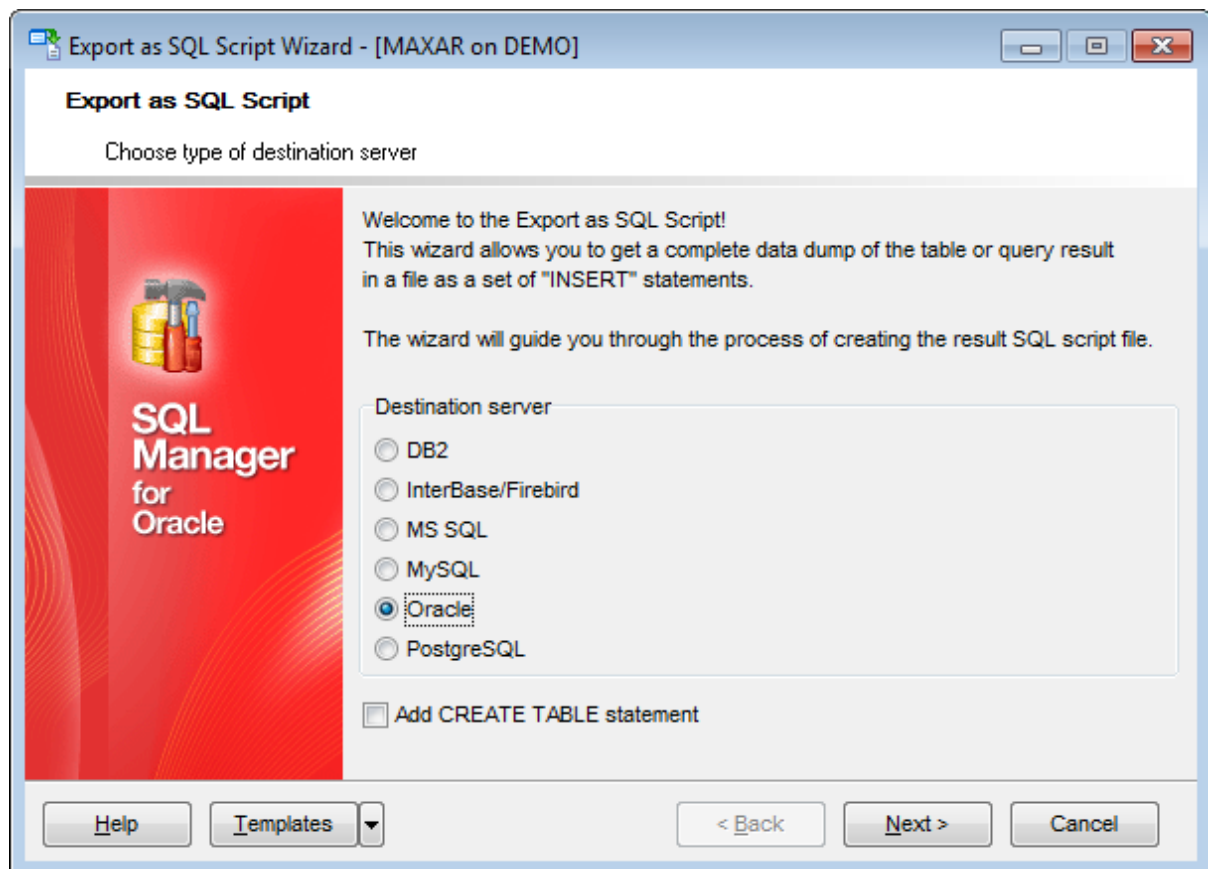 Export as SQL Script Wizard - [MAXAR on DEMO]
Export as SQL Script
Choose type of destination server
Welcome to the Export as SQL Script!
This wizard allows you to get a complete data dump of the table or query result
in a file as a set of "INSERT" statements.
The wizard will guide you through the process of creating the result SQL script file.
SQL
Manager
for
Oracle
Destination server
DB2
InterBase/Firebird
MS SQL
MySQL
Oracle
PostgreSQL
Add CREATE TABLE statement
Help
Templates
< Back
Next >
Cancel